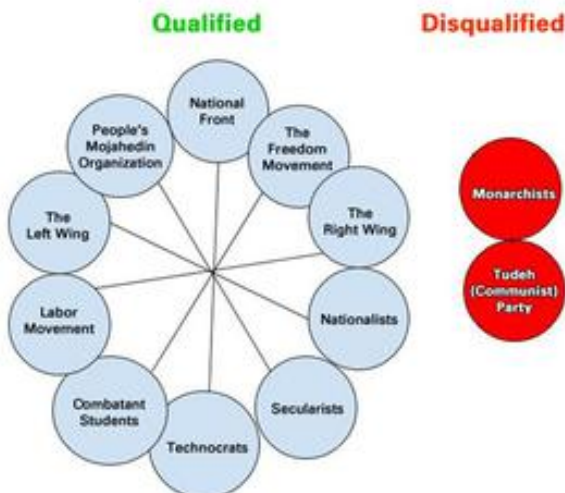 Qualified
Disqualified
National
Front
The
Freedom
Movement
The
Right Wing
Nationalists
Secularists
Technocrats
Combatant
Students
Labor
Movement
The
Left Wing
People's
Mojahedin
Organization
Monarchists
Tudeh
(Communist)
Party